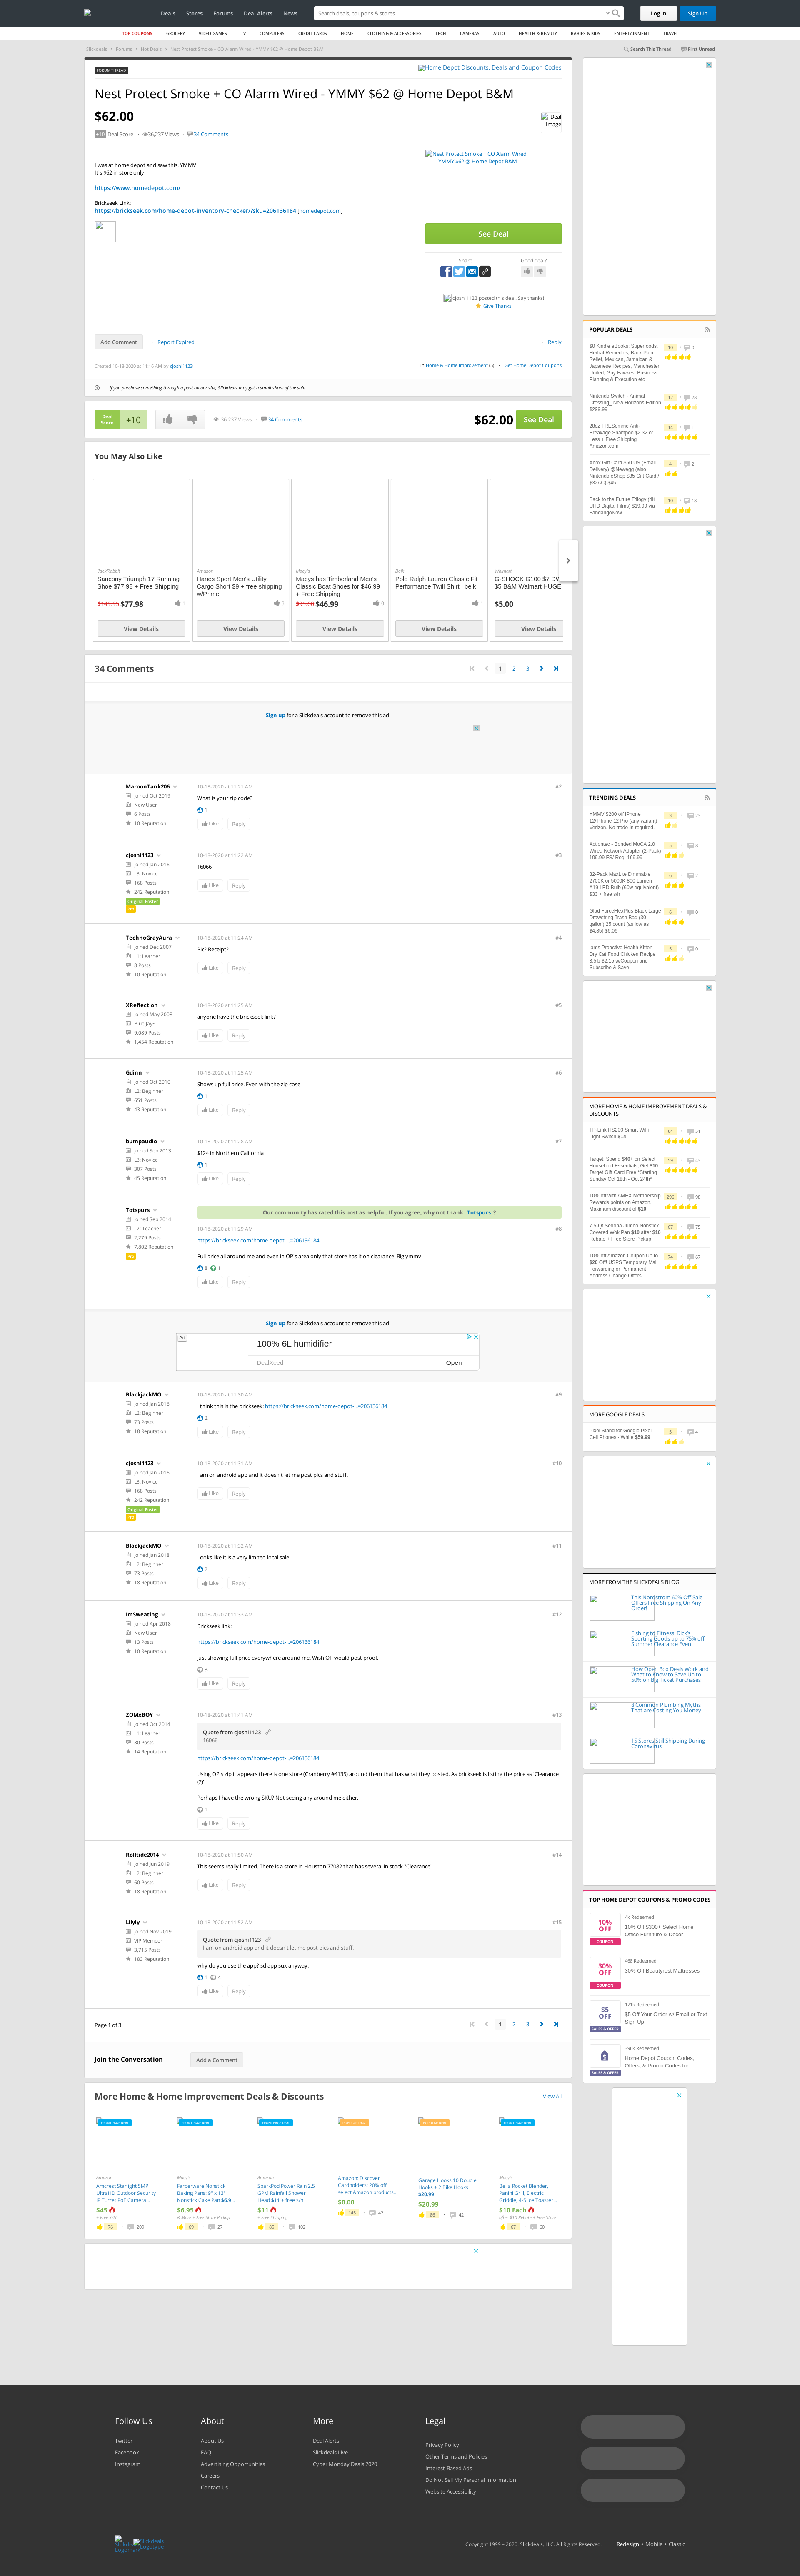 Deals Stores Forums Deal Alerts News
Search deals, coupons & stores
Log In Sign Up
TOP COUPONS GROCERY VIDEO GAMES TV COMPUTERS CREDIT CARDS HOME CLOTHING & ACCESSORIES TECH CAMERAS AUTO HEALTH & BEAUTY BABIES & KIDS ENTERTAINMENT TRAVEL
Slickdeals > Forums > Hot Deals > Nest Protect Smoke + CO Alarm Wired - YMMY $62 @ Home Depot B&M
Search This Thread First Unread
FORUM THREAD
Home Depot Discounts, Deals and Coupon Codes
Nest Protect Smoke + CO Alarm Wired - YMMY $62 @ Home Depot B&M
$62.00
+10 Deal Score 36,237 Views 34 Comments
Deal Image
I was at home depot and saw this. YMMV
It's $62 in store only
https://www.homedepot.com/
Brickseek Link:
https://brickseek.com/home-depot-inventory-checker/?sku=206136184 [homedepot.com]
Nest Protect Smoke + CO Alarm Wired
- YMMY $62 @ Home Depot B&M
See Deal
Share Good deal?
cjoshi1123 posted this deal. Say thanks!
Give Thanks
Add Comment Report Expired Reply
Created 10-18-2020 at 11:16 AM by cjoshi1123
in Home & Home Improvement (5) Get Home Depot Coupons
If you purchase something through a post on our site, Slickdeals may get a small share of the sale.
Deal Score +10 36,237 Views 34 Comments $62.00 See Deal
You May Also Like
JackRabbit
Saucony Triumph 17 Running Shoe $77.98 + Free Shipping
$149.95 $77.98 1
View Details
Amazon
Hanes Sport Men's Utility Cargo Short $9 + free shipping w/Prime
3
View Details
Macy's
Macys has Timberland Men's Classic Boat Shoes for $46.99 + Free Shipping
$95.00 $46.99 0
View Details
Belk
Polo Ralph Lauren Classic Fit Performance Twill Shirt | belk
1
View Details
Walmart
G-SHOCK G100 $7 DW
$5 B&M Walmart HUGE
$5.00
View Details
34 Comments
1 2 3
Sign up for a Slickdeals account to remove this ad.
MaroonTank206
Joined Oct 2019
New User
6 Posts
10 Reputation
10-18-2020 at 11:21 AM #2
What is your zip code?
1
Like Reply
cjoshi1123
Joined Jan 2016
L3: Novice
168 Posts
242 Reputation
Original Poster
Pro
10-18-2020 at 11:22 AM #3
16066
Like Reply
TechnoGrayAura
Joined Dec 2007
L1: Learner
8 Posts
10 Reputation
10-18-2020 at 11:24 AM #4
Pic? Receipt?
Like Reply
XReflection
Joined May 2008
Blue Jay~
9,089 Posts
1,454 Reputation
10-18-2020 at 11:25 AM #5
anyone have the brickseek link?
Like Reply
Gdinn
Joined Oct 2010
L2: Beginner
651 Posts
43 Reputation
10-18-2020 at 11:25 AM #6
Shows up full price. Even with the zip cose
1
Like Reply
bumpaudio
Joined Sep 2013
L3: Novice
307 Posts
45 Reputation
10-18-2020 at 11:28 AM #7
$124 in Northern California
1
Like Reply
Totspurs
Joined Sep 2014
L7: Teacher
2,279 Posts
7,802 Reputation
Pro
Our community has rated this post as helpful. If you agree, why not thank Totspurs ?
10-18-2020 at 11:29 AM #8
https://brickseek.com/home-depot-...=206136184
Full price all around me and even in OP's area only that store has it on clearance. Big ymmv
8 1
Like Reply
Sign up for a Slickdeals account to remove this ad.
Ad
100% 6L humidifier
DealXeed Open
BlackjackMO
Joined Jan 2018
L2: Beginner
73 Posts
18 Reputation
10-18-2020 at 11:30 AM #9
I think this is the brickseek: https://brickseek.com/home-depot-...=206136184
2
Like Reply
cjoshi1123
Joined Jan 2016
L3: Novice
168 Posts
242 Reputation
Original Poster
Pro
10-18-2020 at 11:31 AM #10
I am on android app and it doesn't let me post pics and stuff.
Like Reply
BlackjackMO
Joined Jan 2018
L2: Beginner
73 Posts
18 Reputation
10-18-2020 at 11:32 AM #11
Looks like it is a very limited local sale.
2
Like Reply
ImSweating
Joined Apr 2018
New User
13 Posts
10 Reputation
10-18-2020 at 11:33 AM #12
Brickseek link:
https://brickseek.com/home-depot-...=206136184
Just showing full price everywhere around me. Wish OP would post proof.
3
Like Reply
ZOMxBOY
Joined Oct 2014
L1: Learner
30 Posts
14 Reputation
10-18-2020 at 11:41 AM #13
Quote from cjoshi1123
16066
https://brickseek.com/home-depot-...=206136184
Using OP's zip it appears there is one store (Cranberry #4135) around them that has what they posted. As brickseek is listing the price as 'Clearance (?)'.
Perhaps I have the wrong SKU? Not seeing any around me either.
1
Like Reply
Rolltide2014
Joined Jun 2019
L2: Beginner
60 Posts
18 Reputation
10-18-2020 at 11:50 AM #14
This seems really limited. There is a store in Houston 77082 that has several in stock "Clearance"
Like Reply
Lilyly
Joined Nov 2019
VIP Member
3,715 Posts
183 Reputation
10-18-2020 at 11:52 AM #15
Quote from cjoshi1123
I am on android app and it doesn't let me post pics and stuff.
why do you use the app? sd app sux anyway.
1 4
Like Reply
Page 1 of 3
1 2 3
Join the Conversation Add a Comment
More Home & Home Improvement Deals & Discounts View All
FRONTPAGE DEAL
Amazon
Amcrest Starlight 5MP UltraHD Outdoor Security IP Turret PoE Camera...
$45
+ Free S/H
76 209
FRONTPAGE DEAL
Macy's
Farberware Nonstick Baking Pans: 9" x 13" Nonstick Cake Pan $6.9...
$6.95
& More + Free Store Pickup
69 27
FRONTPAGE DEAL
Amazon
SparkPod Power Rain 2.5 GPM Rainfall Shower Head $11 + free s/h
$11
+ Free Shipping
85 102
POPULAR DEAL
Amazon: Discover Cardholders: 20% off select Amazon products...
$0.00
145 42
POPULAR DEAL
Garage Hooks,10 Double Hooks + 2 Bike Hooks $20.99
$20.99
86 42
FRONTPAGE DEAL
Macy's
Bella Rocket Blender, Panini Grill, Electric Griddle, 4-Slice Toaster...
$10 Each
after $10 Rebate + Free Store
67 60
POPULAR DEALS
$0 Kindle eBooks: Superfoods, Herbal Remedies, Back Pain Relief, Mexican, Jamaican & Japanese Recipes, Manchester United, Guy Fawkes, Business Planning & Execution etc
10 0
Nintendo Switch - Animal Crossing_ New Horizons Edition $299.99
12 28
28oz TRESemmé Anti-Breakage Shampoo $2.32 or Less + Free Shipping Amazon.com
14 1
Xbox Gift Card $50 US (Email Delivery) @Newegg (also Nintendo eShop $35 Gift Card / $32AC) $45
4 2
Back to the Future Trilogy (4K UHD Digital Films) $19.99 via FandangoNow
10 18
TRENDING DEALS
YMMV $200 off iPhone 12/iPhone 12 Pro (any variant) Verizon. No trade-in required.
3 23
Actiontec - Bonded MoCA 2.0 Wired Network Adapter (2-Pack) 109.99 FS/ Reg. 169.99
5 8
32-Pack MaxLite Dimmable 2700K or 5000K 800 Lumen A19 LED Bulb (60w equivalent) $33 + free s/h
6 2
Glad ForceFlexPlus Black Large Drawstring Trash Bag (30-gallon) 25 count (as low as $4.85) $6.06
6 0
Iams Proactive Health Kitten Dry Cat Food Chicken Recipe 3.5lb $2.15 w/Coupon and Subscribe & Save
5 0
MORE HOME & HOME IMPROVEMENT DEALS & DISCOUNTS
TP-Link HS200 Smart WiFi Light Switch $14
64 51
Target: Spend $40+ on Select Household Essentials, Get $10 Target Gift Card Free *Starting Sunday Oct 18th - Oct 24th*
59 43
10% off with AMEX Membership Rewards points on Amazon. Maximum discount of $10
296 98
7.5-Qt Sedona Jumbo Nonstick Covered Wok Pan $10 after $10 Rebate + Free Store Pickup
67 75
10% off Amazon Coupon Up to $20 Off! USPS Temporary Mail Forwarding or Permanent Address Change Offers
74 67
MORE GOOGLE DEALS
Pixel Stand for Google Pixel Cell Phones - White $59.99
5 4
MORE FROM THE SLICKDEALS BLOG
This Nordstrom 60% Off Sale Offers Free Shipping On Any Order!
Fishing to Fitness: Dick's Sporting Goods up to 75% off Summer Clearance Event
How Open Box Deals Work and What to Know to Save Up to 50% on Big Ticket Purchases
8 Common Plumbing Myths That are Costing You Money
15 Stores Still Shipping During Coronavirus
TOP HOME DEPOT COUPONS & PROMO CODES
10% OFF
COUPON
4k Redeemed
10% Off $300+ Select Home Office Furniture & Decor
30% OFF
COUPON
468 Redeemed
30% Off Beautyrest Mattresses
$5 OFF
SALES & OFFER
171k Redeemed
$5 Off Your Order w/ Email or Text Sign Up
SALES & OFFER
398k Redeemed
Home Depot Coupon Codes, Offers, & Promo Codes for...
Follow Us
Twitter
Facebook
Instagram
About
About Us
FAQ
Advertising Opportunities
Careers
Contact Us
More
Deal Alerts
Slickdeals Live
Cyber Monday Deals 2020
Legal
Privacy Policy
Other Terms and Policies
Interest-Based Ads
Do Not Sell My Personal Information
Website Accessibility
Copyright 1999 - 2020. Slickdeals, LLC. All Rights Reserved. Redesign • Mobile • Classic